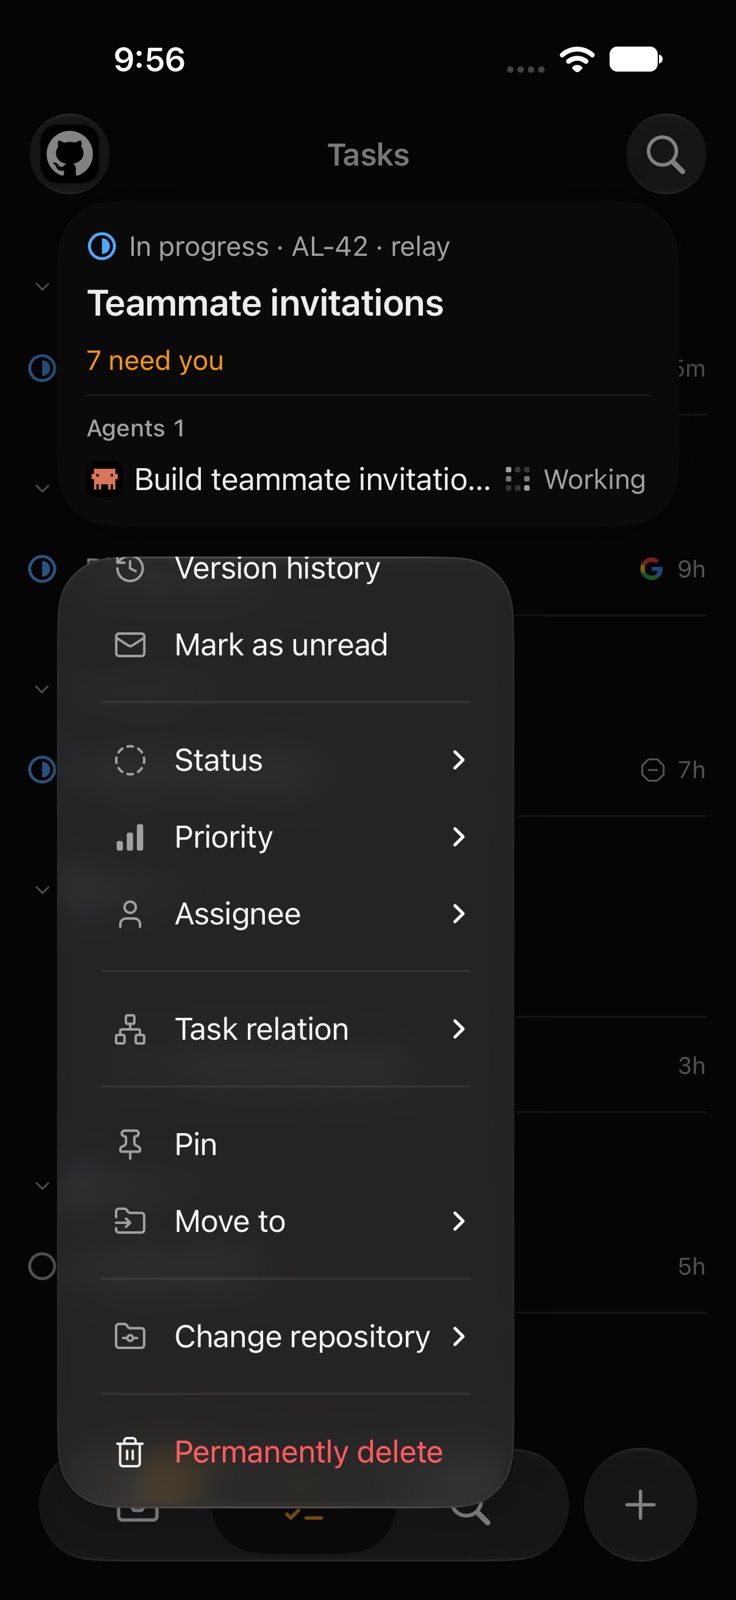 9:56
Tasks
In progress · AL-42 · relay
Teammate invitations
7 need you
5m
Agents 1
Build teammate invitatio... Working
Version history
9h
Mark as unread
Status
7h
Priority
Assignee
Task relation
3h
Pin
Move to
5h
Change repository
Permanently delete